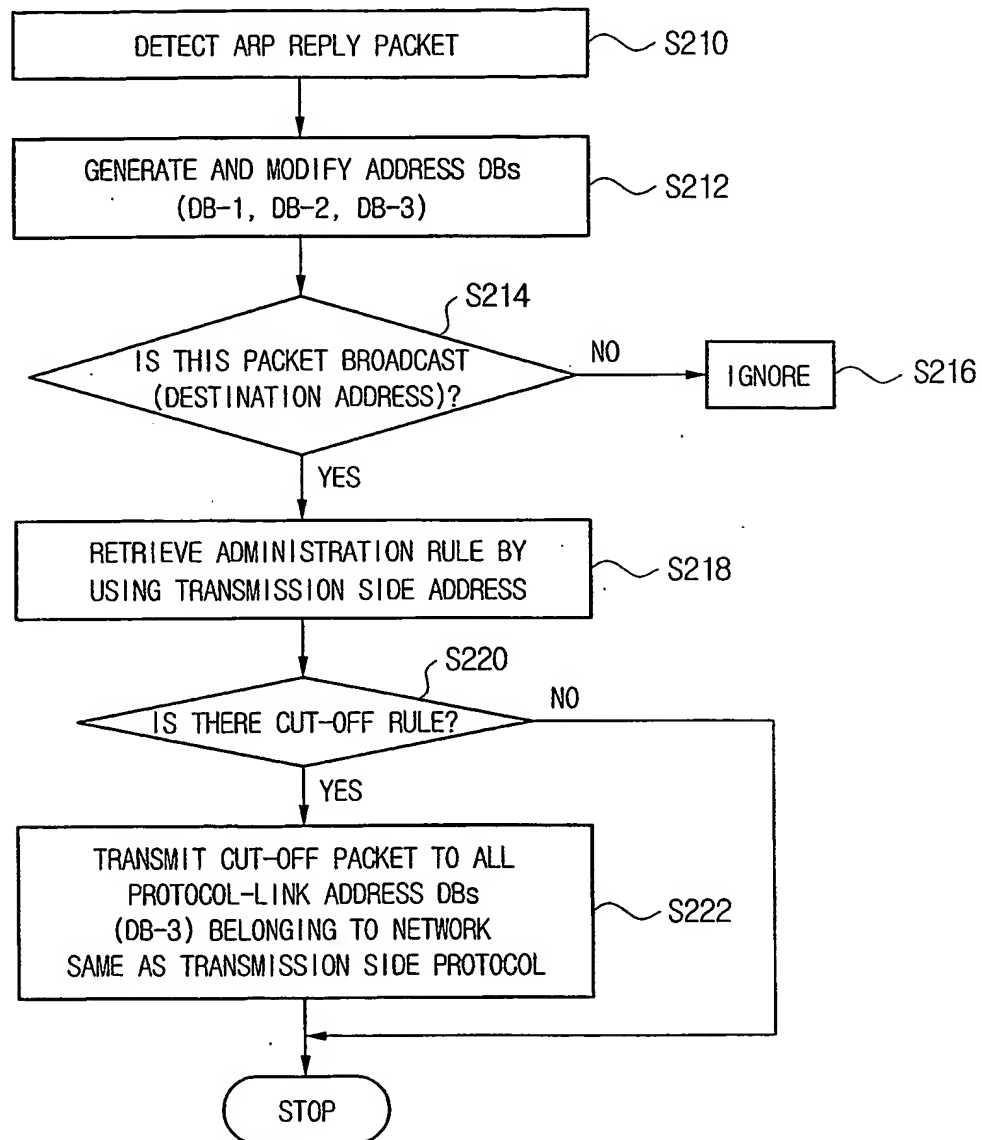 DETECT ARP REPLY PACKET
S210
GENERATE AND MODIFY ADDRESS DBs
(DB-1, DB-2, DB-3)
S212
S214
IS THIS PACKET BROADCAST
(DESTINATION ADDRESS)?
NO
IGNORE
S216
YES
RETRIEVE ADMINISTRATION RULE BY
USING TRANSMISSION SIDE ADDRESS
S218
S220
IS THERE CUT-OFF RULE?
NO
YES
TRANSMIT CUT-OFF PACKET TO ALL
PROTOCOL-LINK ADDRESS DBs
(DB-3) BELONGING TO NETWORK
SAME AS TRANSMISSION SIDE PROTOCOL
S222
STOP